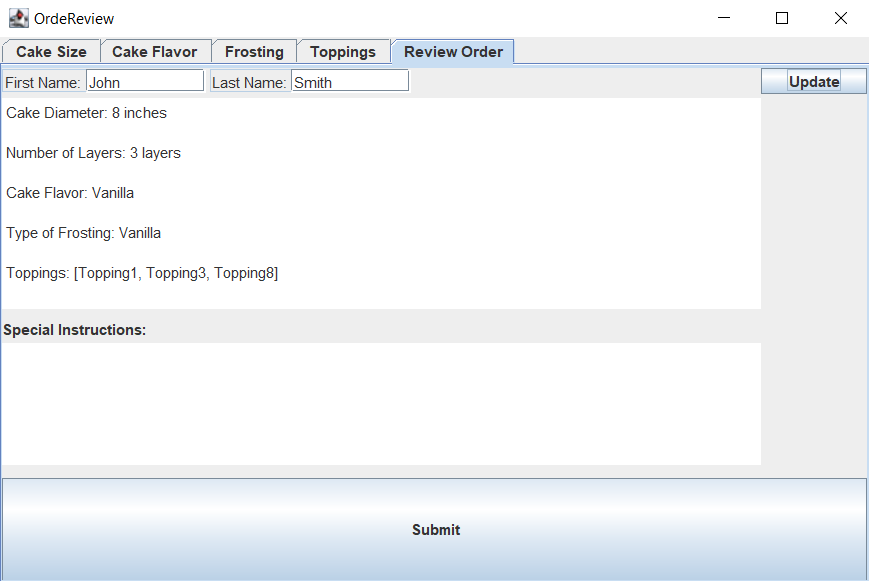 OrdeReview
Cake Size Cake Flavor Frosting Toppings Review Order
First Name: John Last Name: Smith Update
Cake Diameter: 8 inches
Number of Layers: 3 layers
Cake Flavor: Vanilla
Type of Frosting: Vanilla
Toppings: [Topping1, Topping3, Topping8]
Special Instructions:
Submit